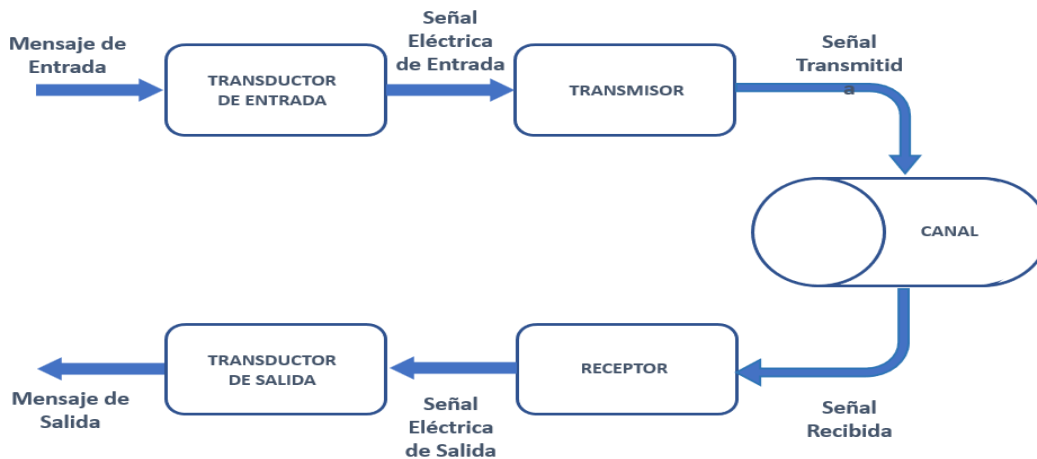 Mensaje de
Entrada
TRANSDUCTOR
DE ENTRADA
Señal
Eléctrica
de Entrada
TRANSMISOR
Señal
Transmitid
a
CANAL
Señal
Recibida
RECEPTOR
Señal
Eléctrica
de Salida
TRANSDUCTOR
DE SALIDA
Mensaje de
Salida